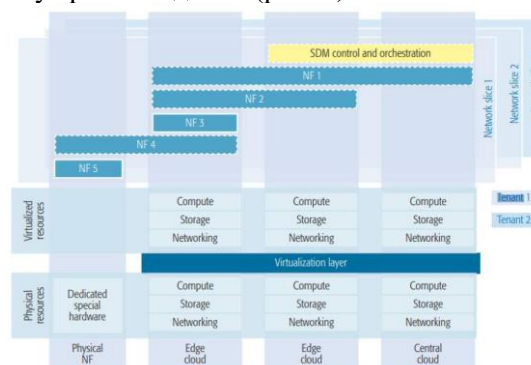 SDM control and orchestration
NF 1
NF 2
NF 3
NF 4
NF 5
Network slice 1
Network slice 2
Virtualized
resources
Compute
Compute
Compute
Storage
Storage
Storage
Networking
Networking
Networking
Tenant 1
Tenant 2
Virtualization layer
Physical
resources
Dedicated
special
hardware
Compute
Compute
Compute
Storage
Storage
Storage
Networking
Networking
Networking
Physical
NF
Edge
cloud
Edge
cloud
Central
cloud